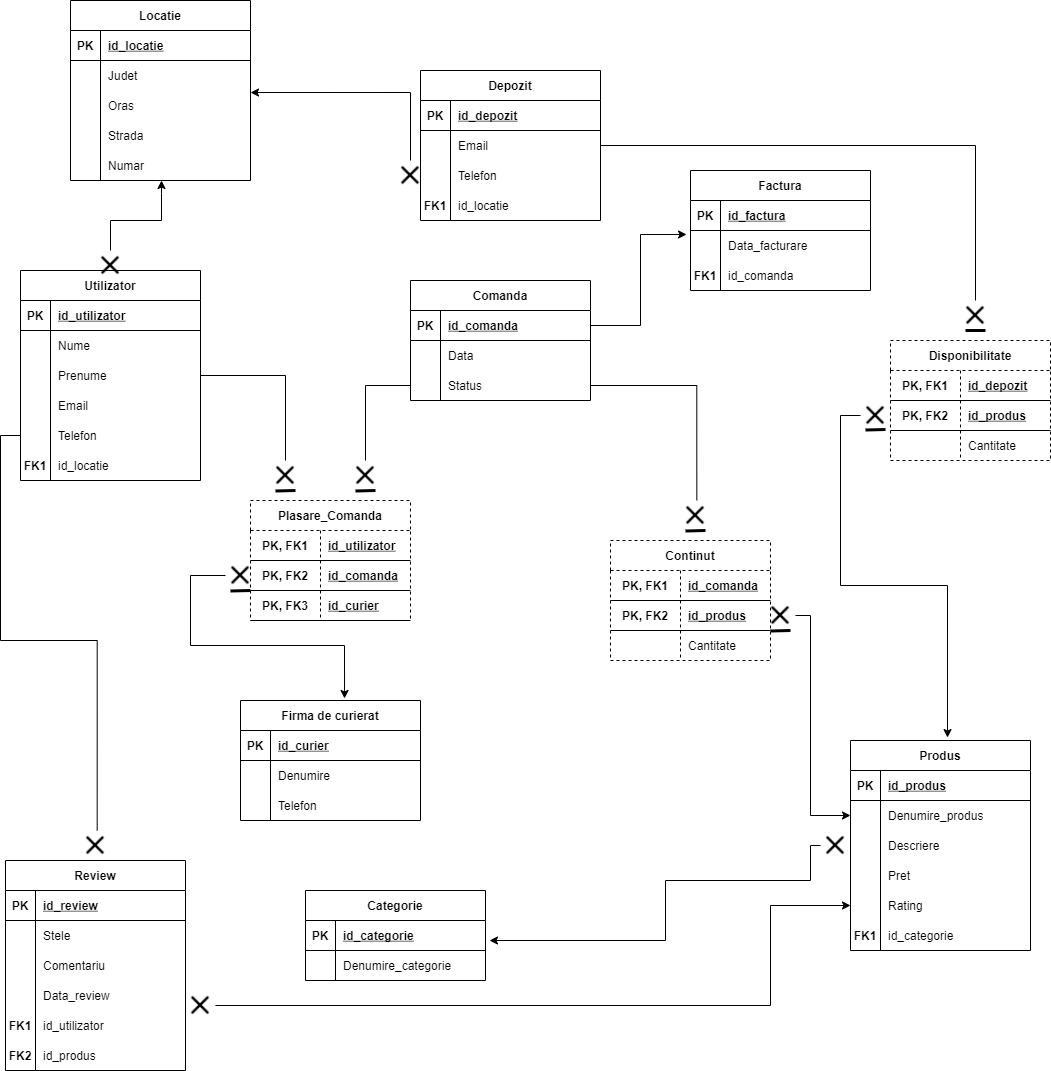 Locatie
PK id_locatie
Judet
Oras
Strada
Numar
Depozit
PK id_depozit
Email
Telefon
FK1 id_locatie
Factura
PK id_factura
Data_facturare
FK1 id_comanda
Utilizator
PK id_utilizator
Nume
Prenume
Email
Telefon
FK1 id_locatie
Comanda
PK id_comanda
Data
Status
Disponibilitate
PK, FK1 id_depozit
PK, FK2 id_produs
Cantitate
Plasare_Comanda
PK, FK1 id_utilizator
PK, FK2 id_comanda
PK, FK3 id_curier
Continut
PK, FK1 id_comanda
PK, FK2 id_produs
Cantitate
Firma de curierat
PK id_curier
Denumire
Telefon
Produs
PK id_produs
Denumire_produs
Descriere
Pret
Rating
FK1 id_categorie
Review
PK id_review
Stele
Comentariu
Data_review
FK1 id_utilizator
FK2 id_produs
Categorie
PK id_categorie
Denumire_categorie